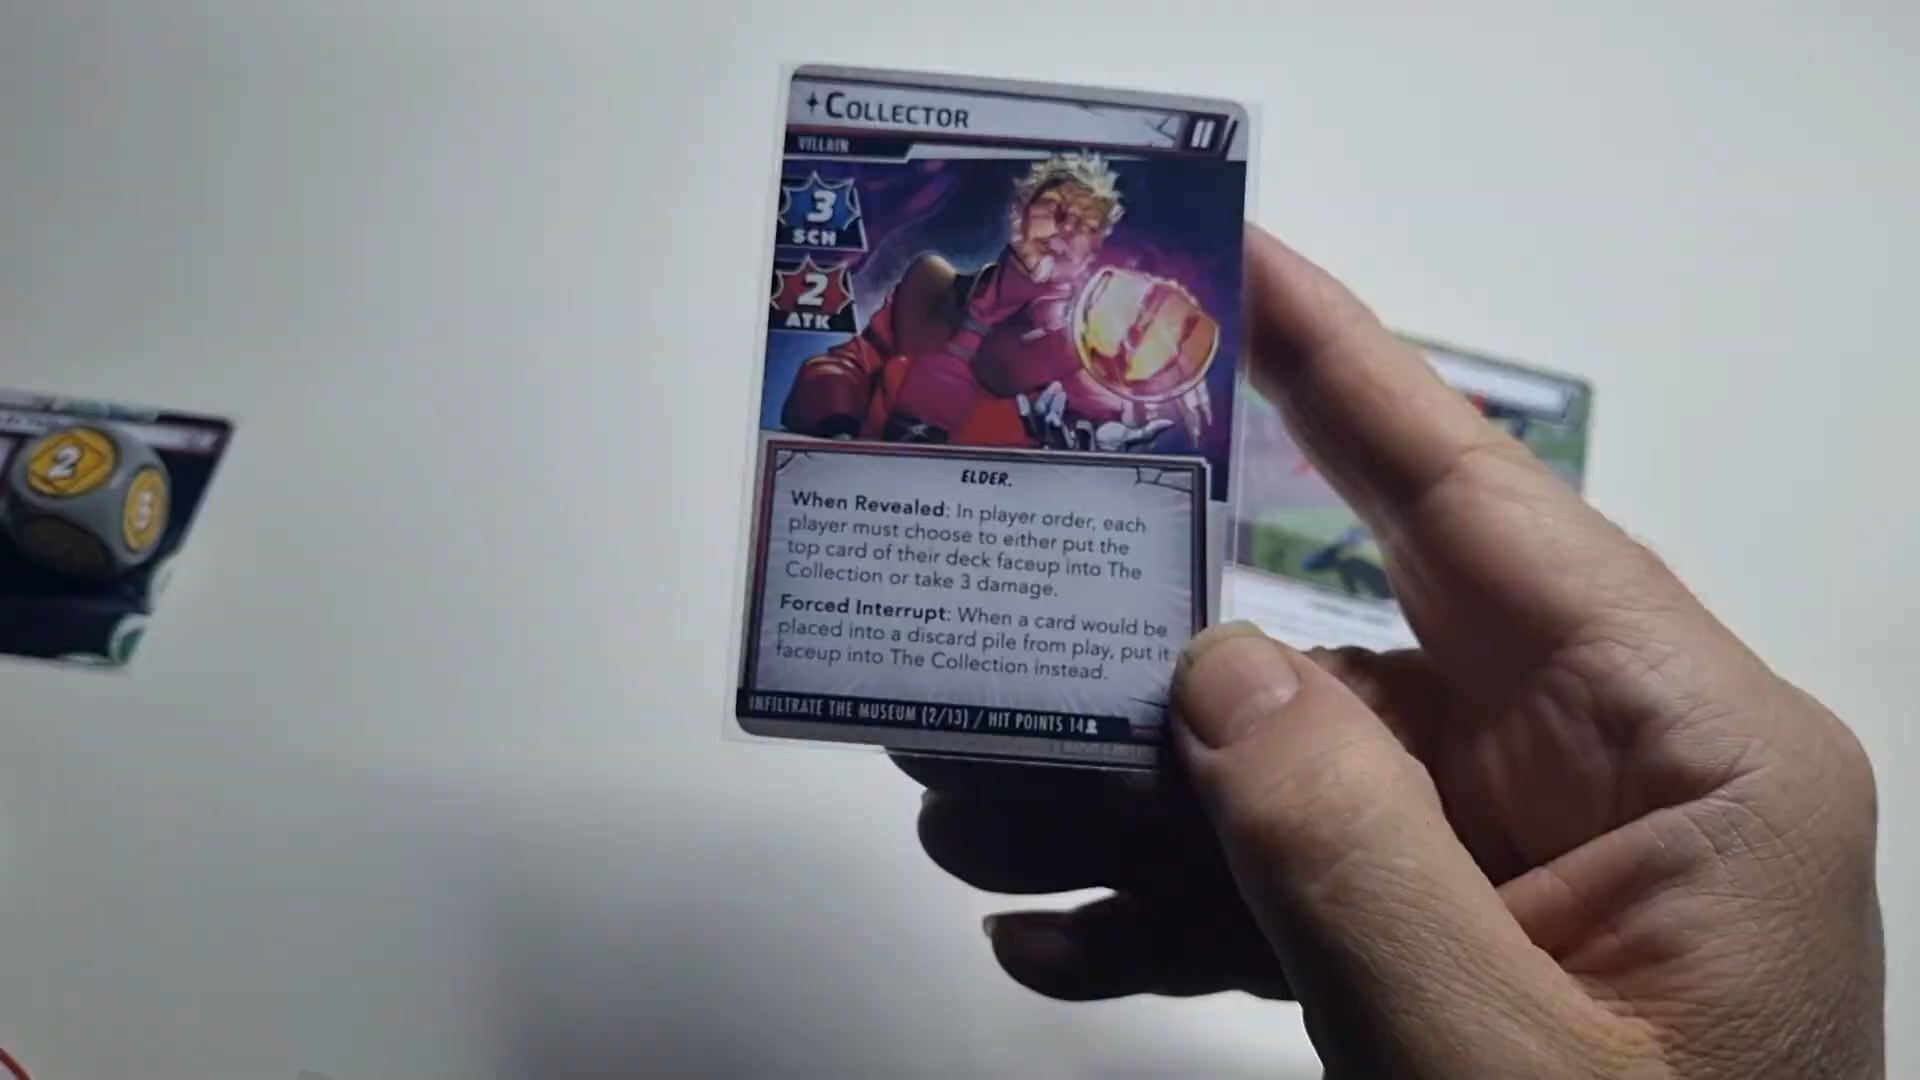 COLLECTOR
II
VILLAIN
3
SCH
2
ATK
ELDER.
When Revealed: In player order, each
player must choose to either put the
top card of their deck faceup into The
Collection or take 3 damage.
Forced Interrupt: When a card would be
placed into a discard pile from play, put it
faceup into The Collection instead.
INFILTRATE THE MUSEUM (2/13) / HIT POINTS 14
2